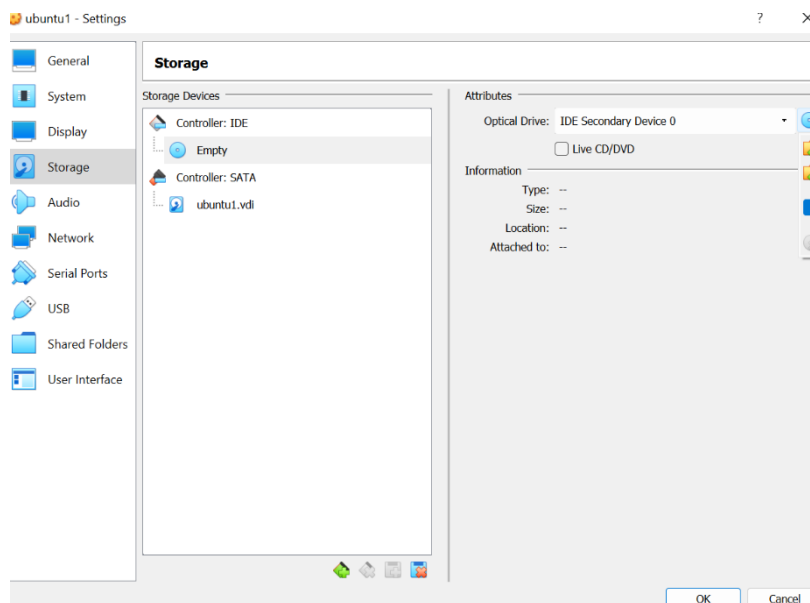 ubuntu1 - Settings
?
General
System
Display
Storage
Audio
Network
Serial Ports
USB
Shared Folders
User Interface
Storage
Storage Devices
Controller: IDE
Empty
Controller: SATA
ubuntu1.vdi
Attributes
Optical Drive: IDE Secondary Device 0
Live CD/DVD
Information
Type: --
Size: --
Location: --
Attached to: --
OK
Cancel